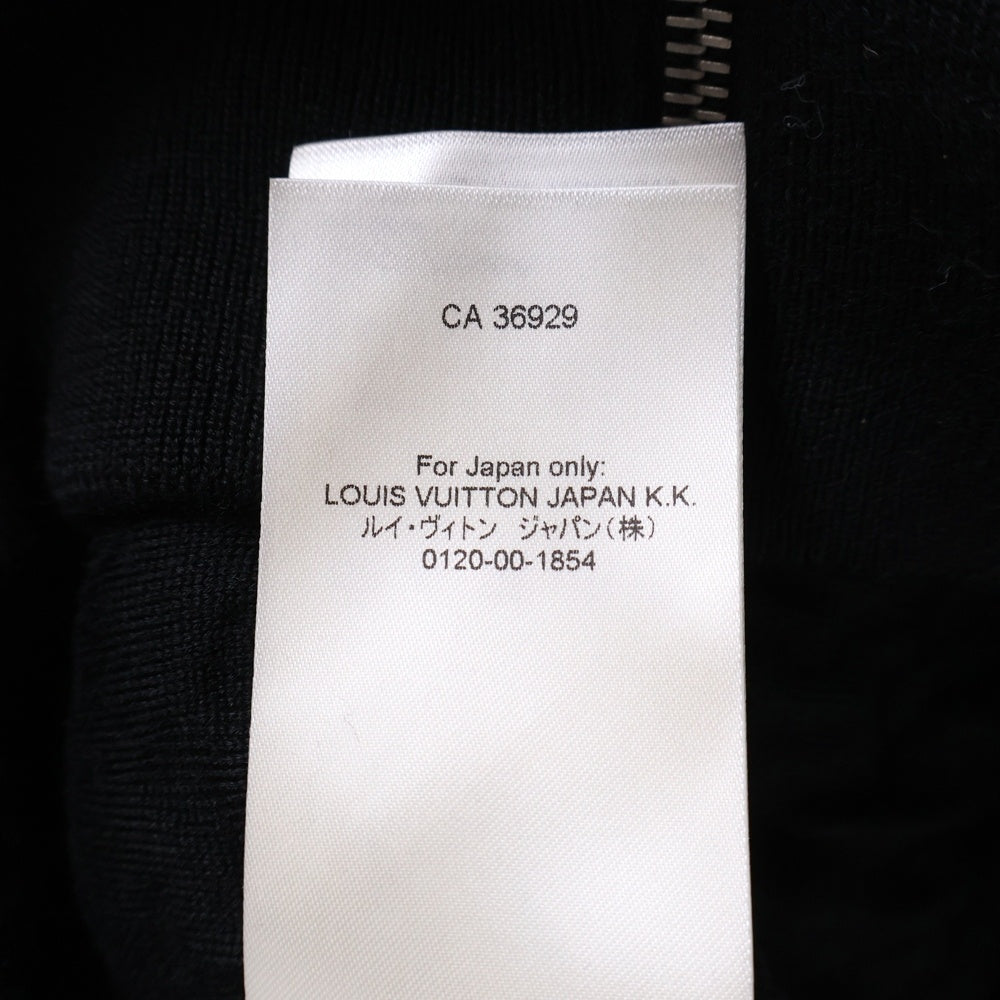 CA 36929
For Japan only:
LOUIS VUITTON JAPAN K.K.
ルイ・ヴィトン　ジャパン(株)
0120-00-1854